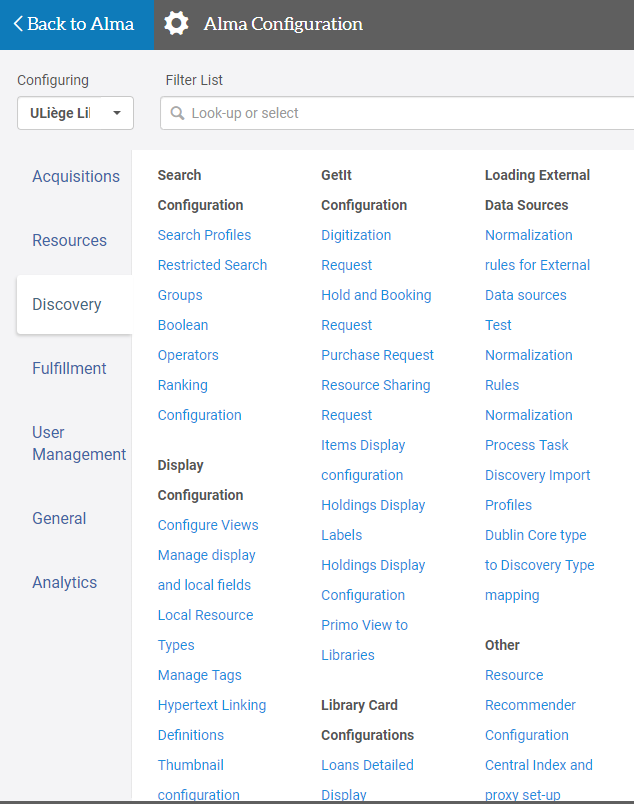 Back to Alma
Alma Configuration
Configuring
ULiège Li
Filter List
Look-up or select
Acquisitions
Resources
Discovery
Fulfillment
User
Management
General
Analytics
Search
Configuration
Search Profiles
Restricted Search
Groups
Boolean
Operators
Ranking
Configuration
Display
Configuration
Configure Views
Manage display
and local fields
Local Resource
Types
Manage Tags
Hypertext Linking
Definitions
Thumbnail
configuration
GetIt
Configuration
Digitization
Request
Hold and Booking
Request
Purchase Request
Resource Sharing
Request
Items Display
configuration
Holdings Display
Labels
Holdings Display
Configuration
Primo View to
Libraries
Library Card
Configurations
Loans Detailed
Display
Loading External
Data Sources
Normalization
rules for External
Data sources
Test
Normalization
Rules
Normalization
Process Task
Discovery Import
Profiles
Dublin Core type
to Discovery Type
mapping
Other
Resource
Recommender
Configuration
Central Index and
proxy set-up